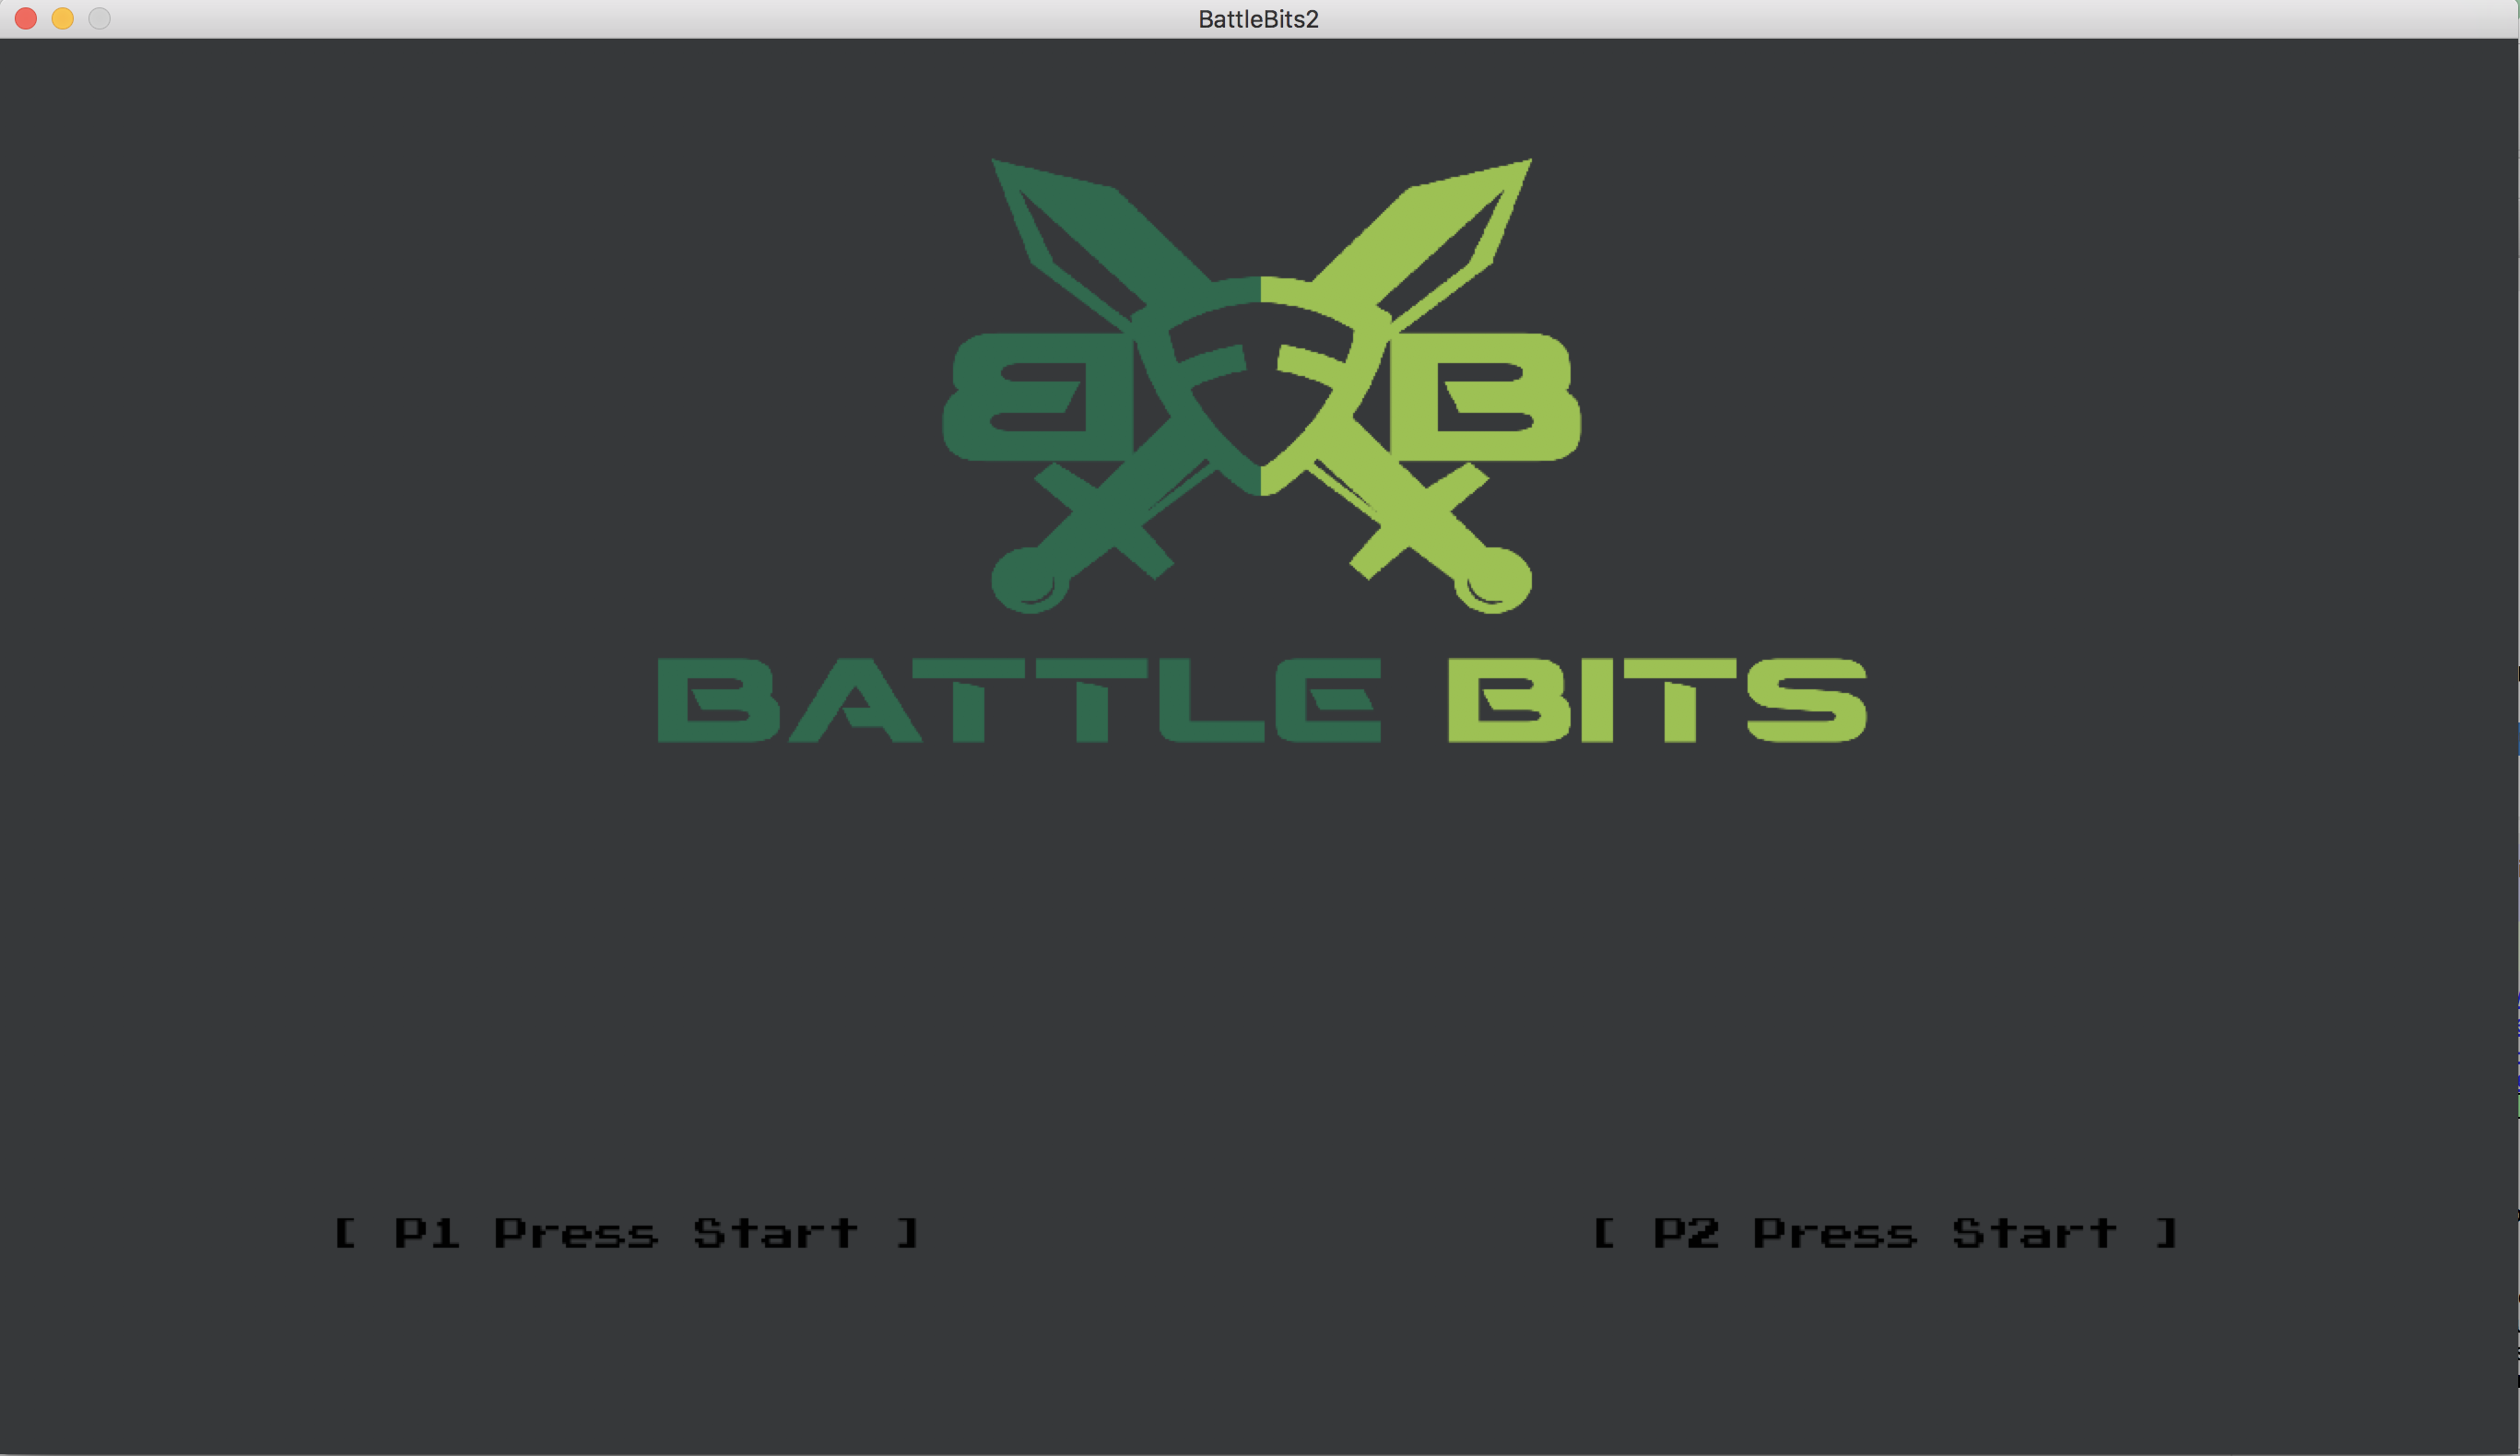 BattleBits2
B B
BATTLE BITS
[ P1 Press Start ] [ P2 Press Start ]